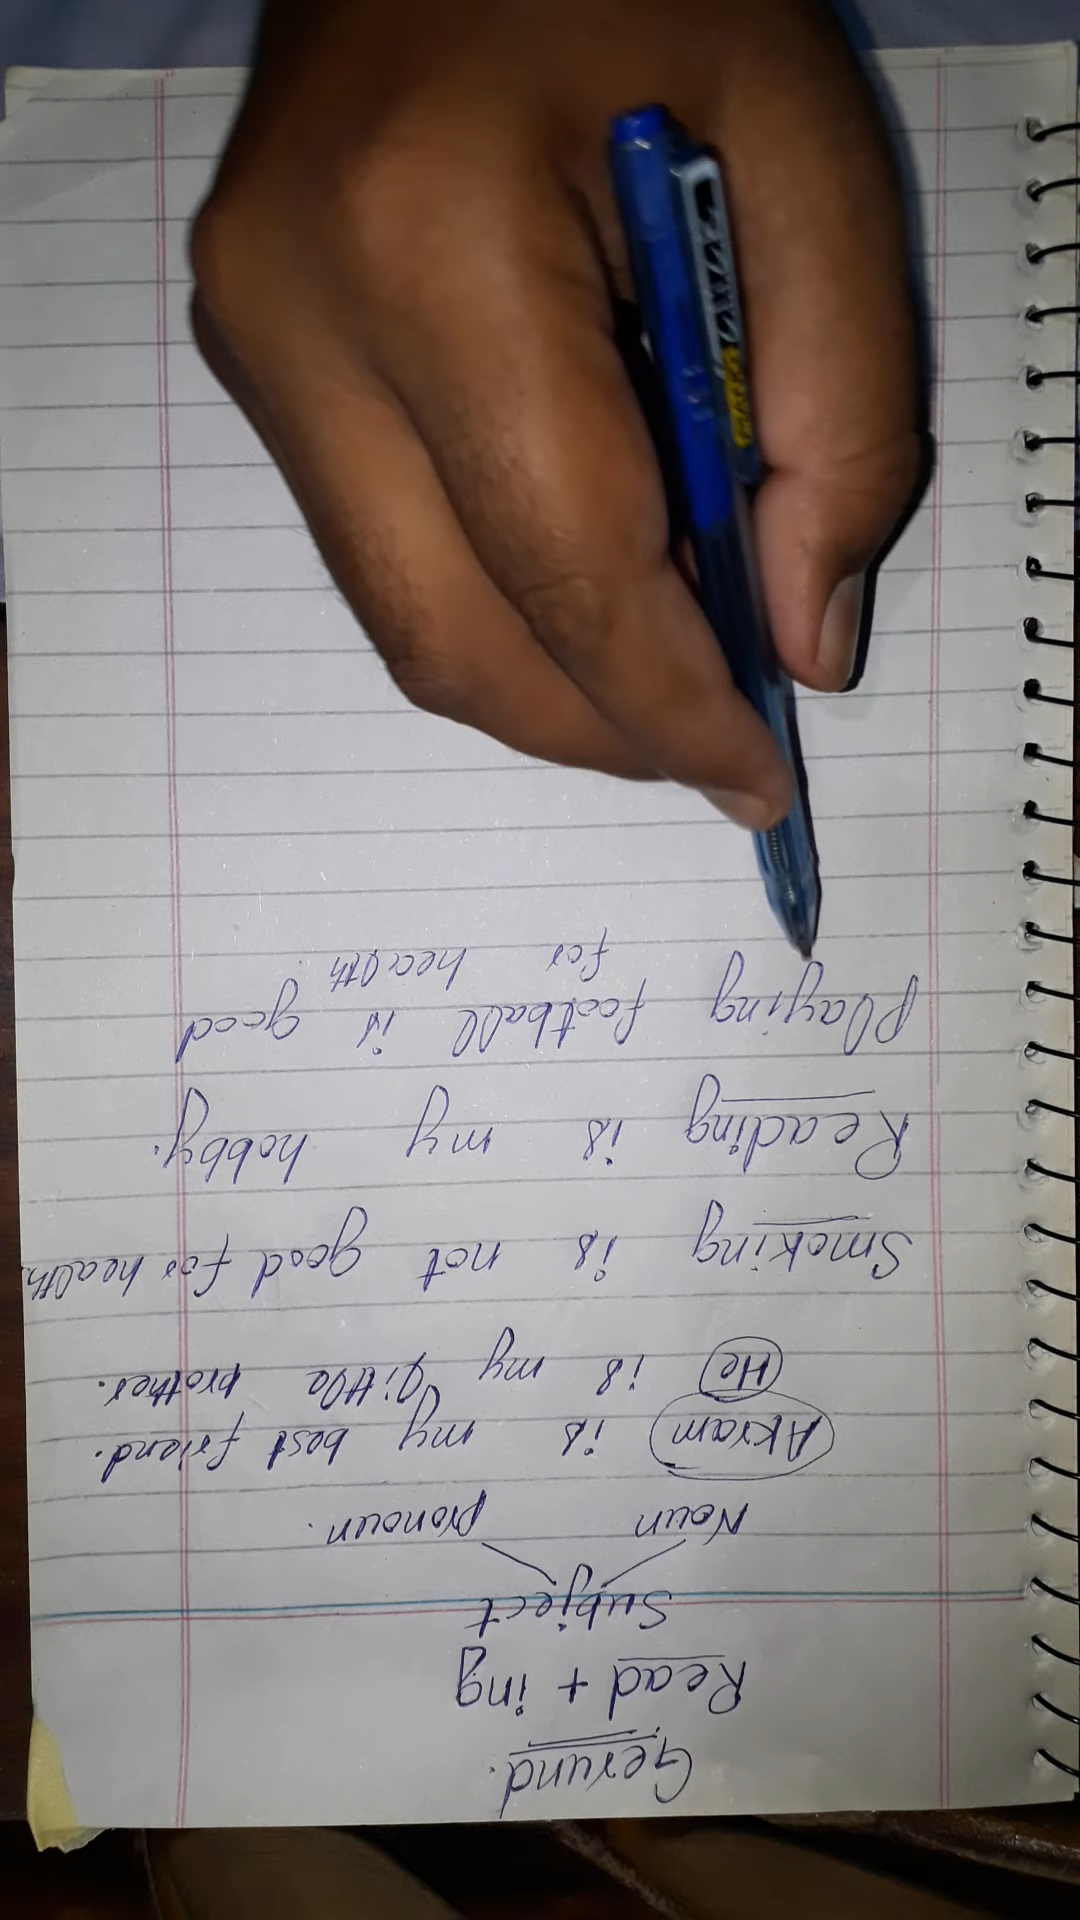 Gerund.
Read + ing
Subject
Noun pronoun.
Akram is my best friend.
He is my little brother.
Smoking is not good for health.
Reading is my hobby.
Playing football is good
for health